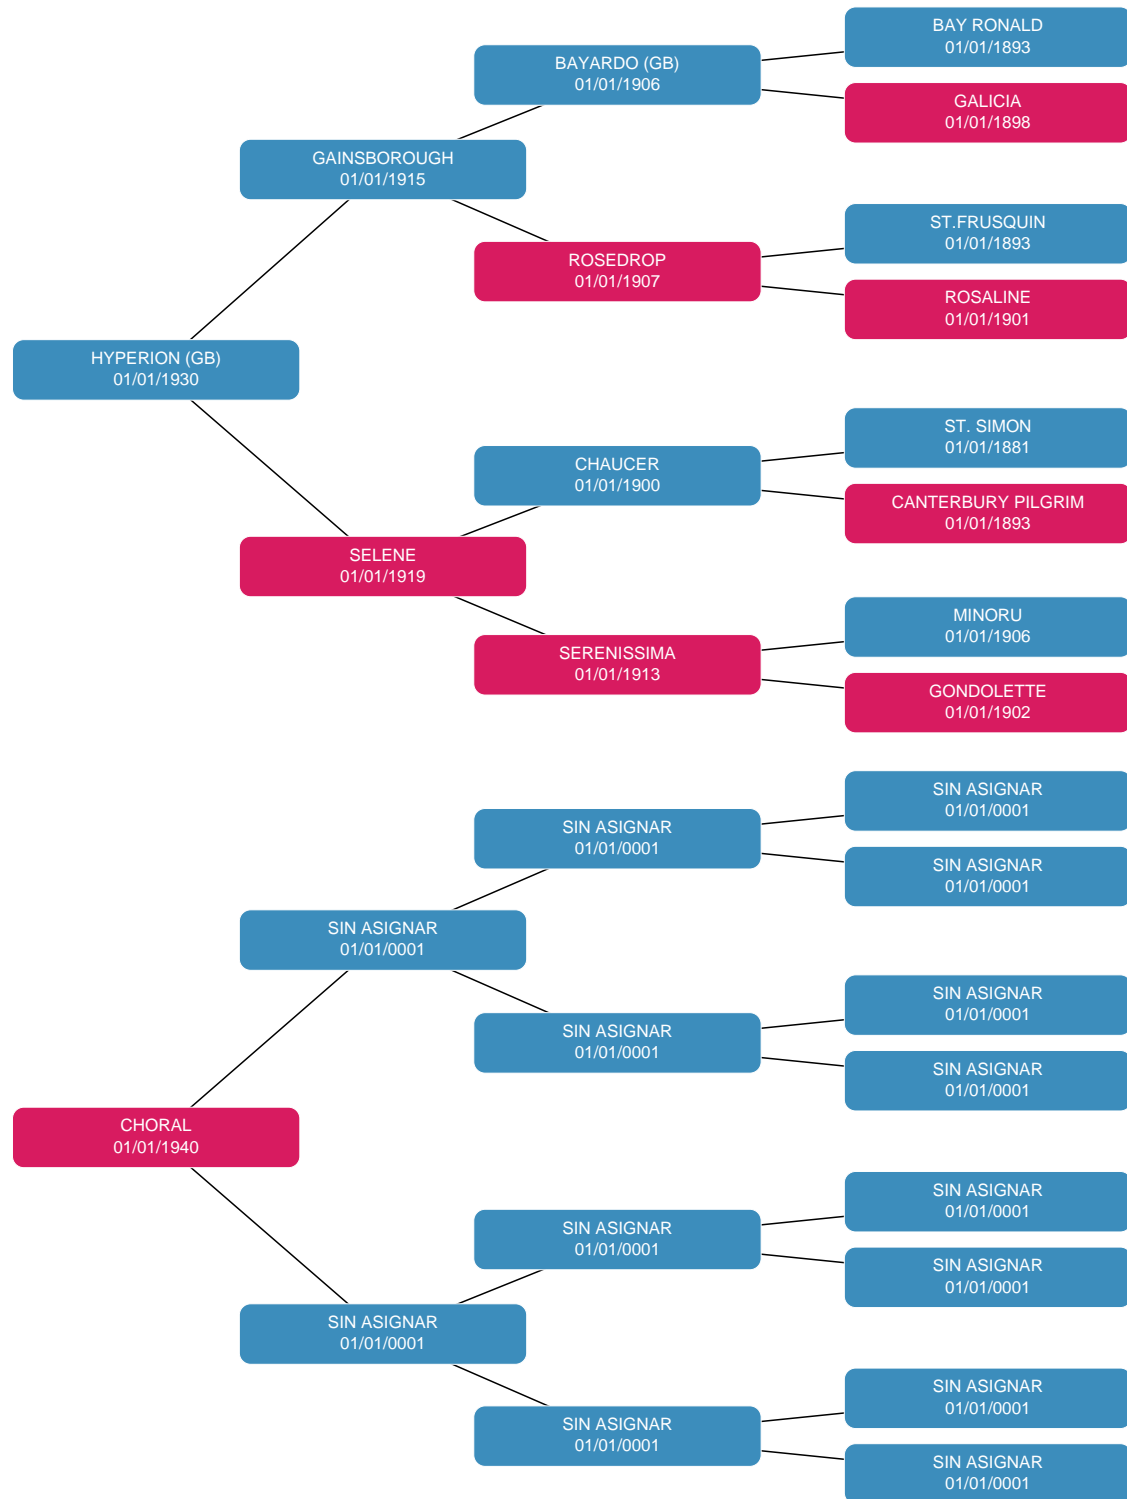 BAY RONALD
01/01/1893
BAYARDO (GB)
01/01/1906
GALICIA
01/01/1898
GAINSBOROUGH
01/01/1915
ST.FRUSQUIN
01/01/1893
ROSEDROP
01/01/1907
ROSALINE
01/01/1901
HYPERION (GB)
01/01/1930
ST. SIMON
01/01/1881
CHAUCER
01/01/1900
CANTERBURY PILGRIM
01/01/1893
SELENE
01/01/1919
MINORU
01/01/1906
SERENISSIMA
01/01/1913
GONDOLETTE
01/01/1902
SIN ASIGNAR
01/01/0001
SIN ASIGNAR
01/01/0001
SIN ASIGNAR
01/01/0001
SIN ASIGNAR
01/01/0001
SIN ASIGNAR
01/01/0001
SIN ASIGNAR
01/01/0001
SIN ASIGNAR
01/01/0001
CHORAL
01/01/1940
SIN ASIGNAR
01/01/0001
SIN ASIGNAR
01/01/0001
SIN ASIGNAR
01/01/0001
SIN ASIGNAR
01/01/0001
SIN ASIGNAR
01/01/0001
SIN ASIGNAR
01/01/0001
SIN ASIGNAR
01/01/0001